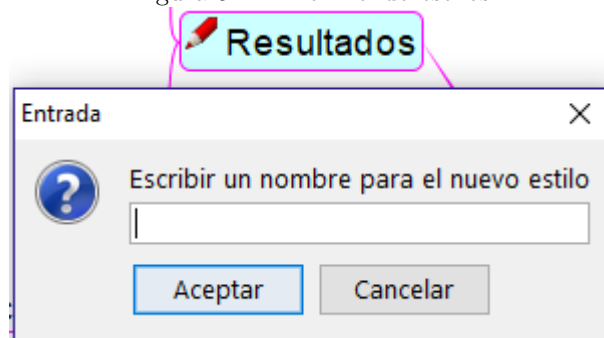 Resultados
Entrada
Escribir un nombre para el nuevo estilo
Aceptar
Cancelar